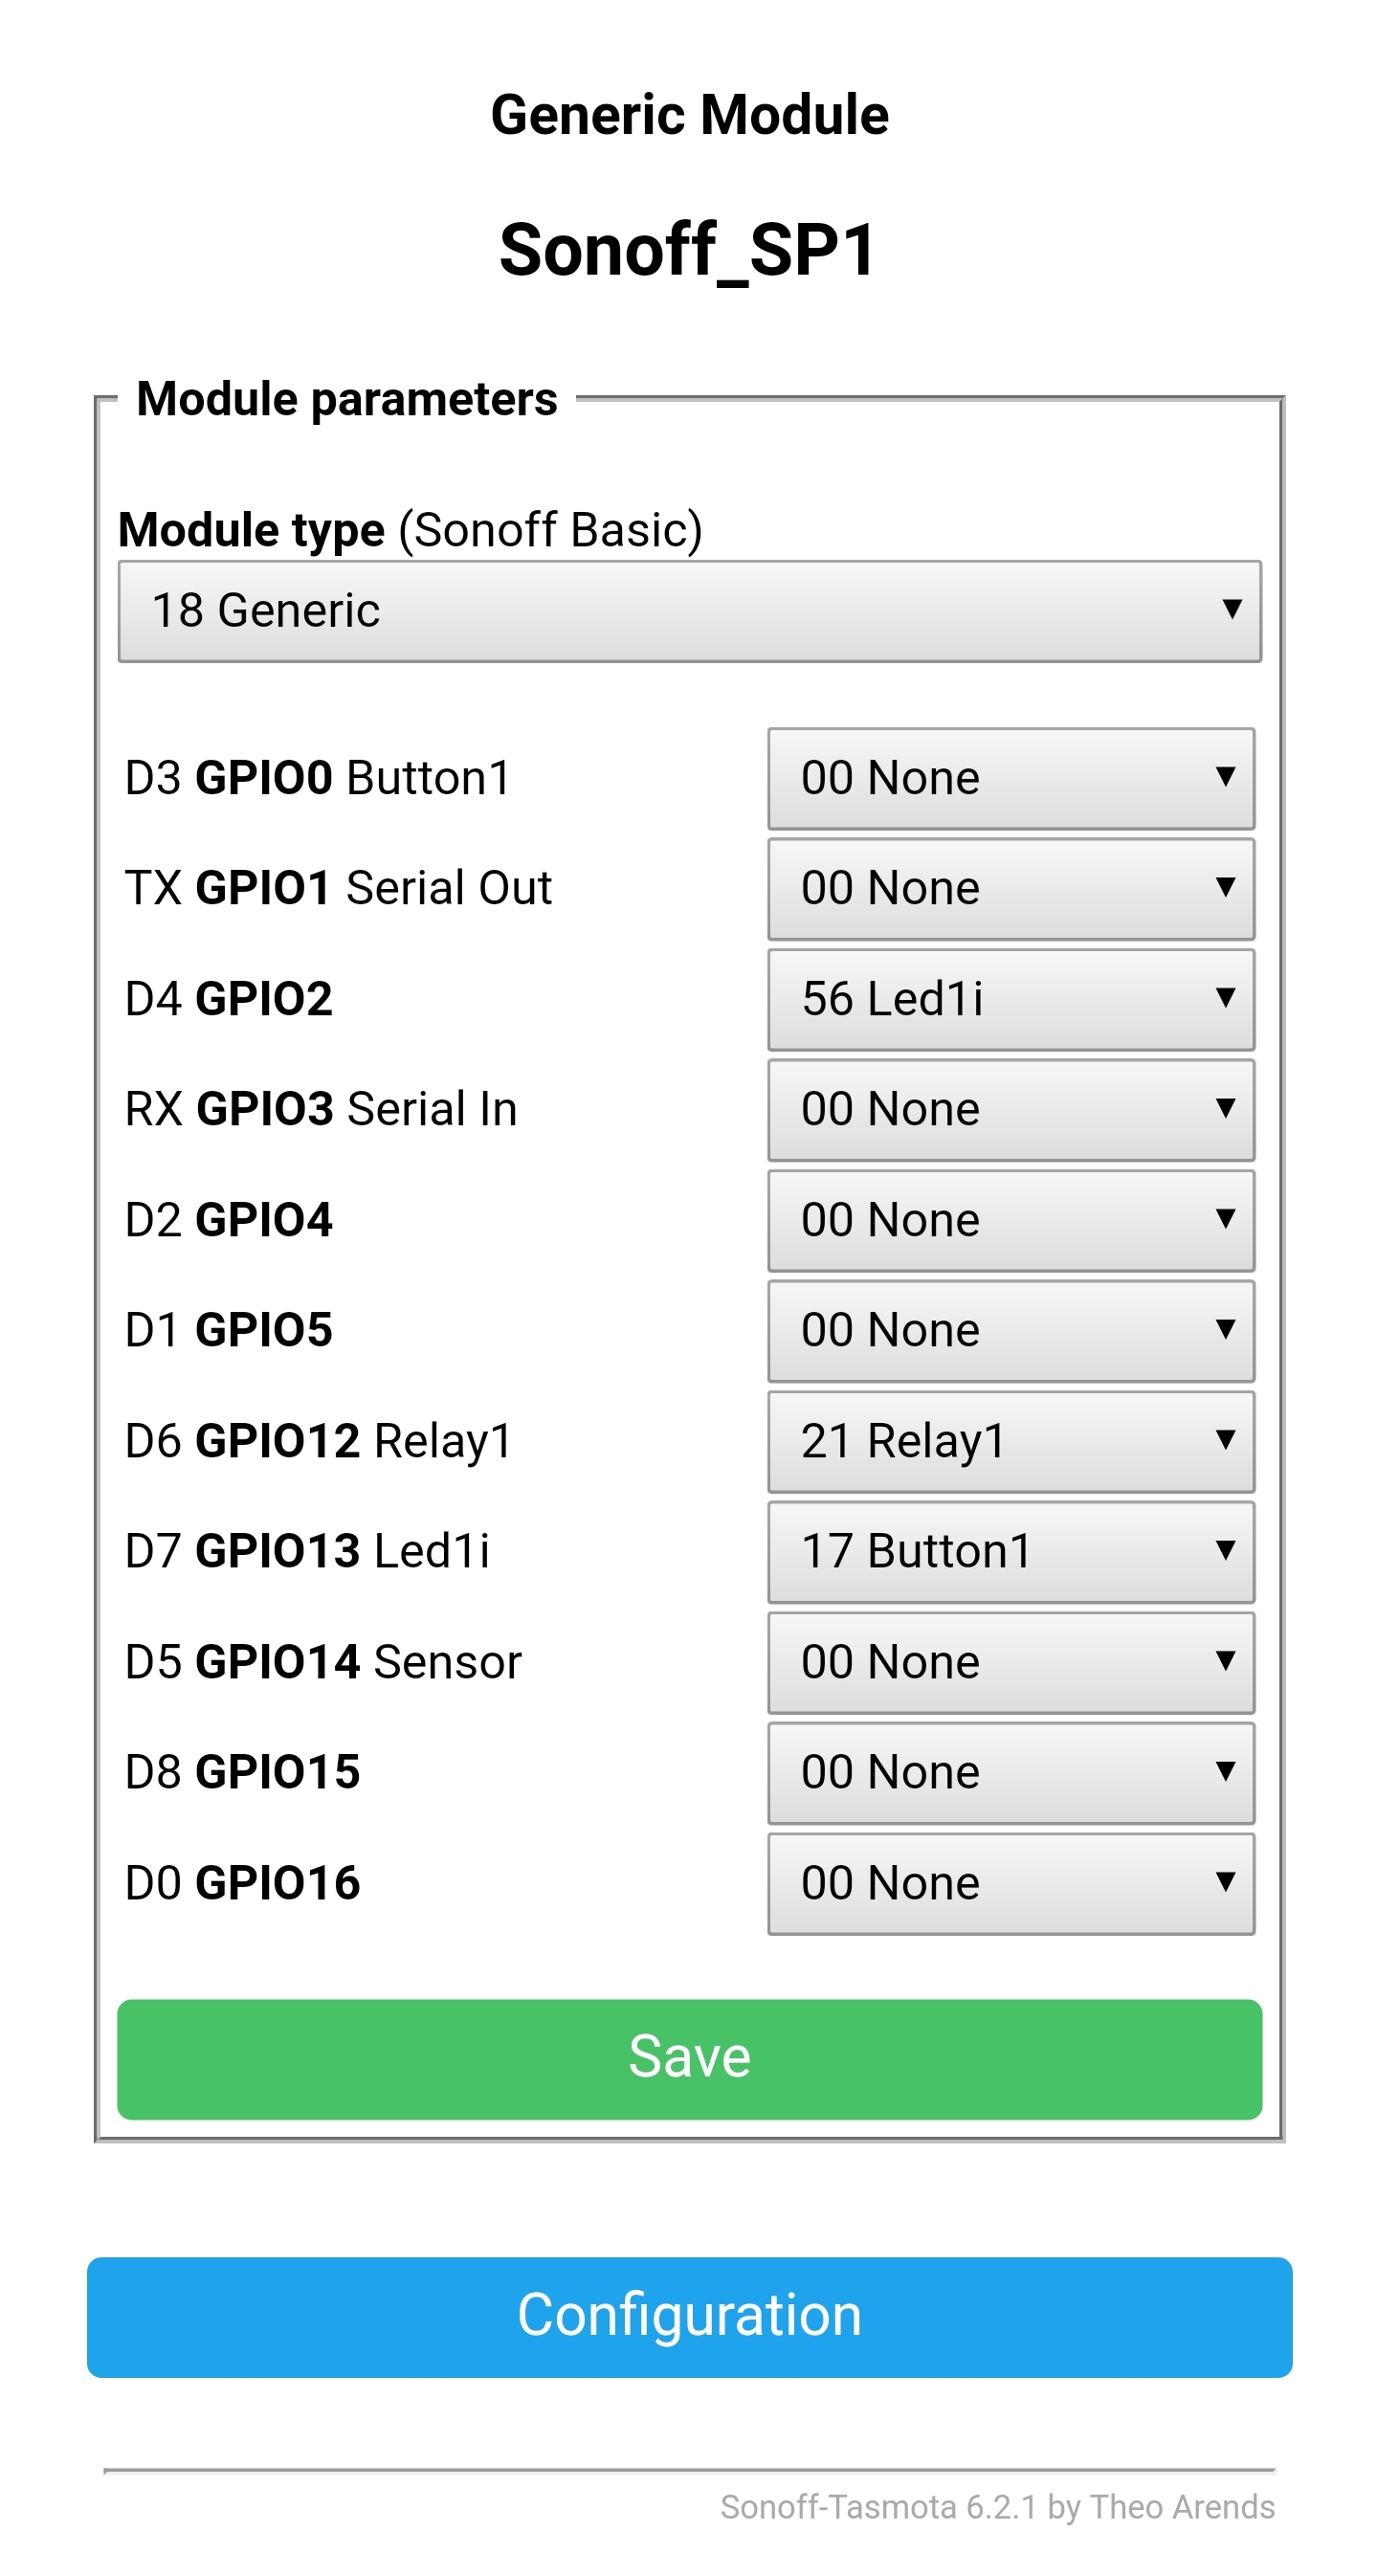 Generic Module
Sonoff_SP1
Module parameters
Module type (Sonoff Basic)
18 Generic
D3 GPIO0 Button1 00 None
TX GPIO1 Serial Out 00 None
D4 GPIO2 56 Led1i
RX GPIO3 Serial In 00 None
D2 GPIO4 00 None
D1 GPIO5 00 None
D6 GPIO12 Relay1 21 Relay1
D7 GPIO13 Led1i 17 Button1
D5 GPIO14 Sensor 00 None
D8 GPIO15 00 None
D0 GPIO16 00 None
Save
Configuration
Sonoff-Tasmota 6.2.1 by Theo Arends